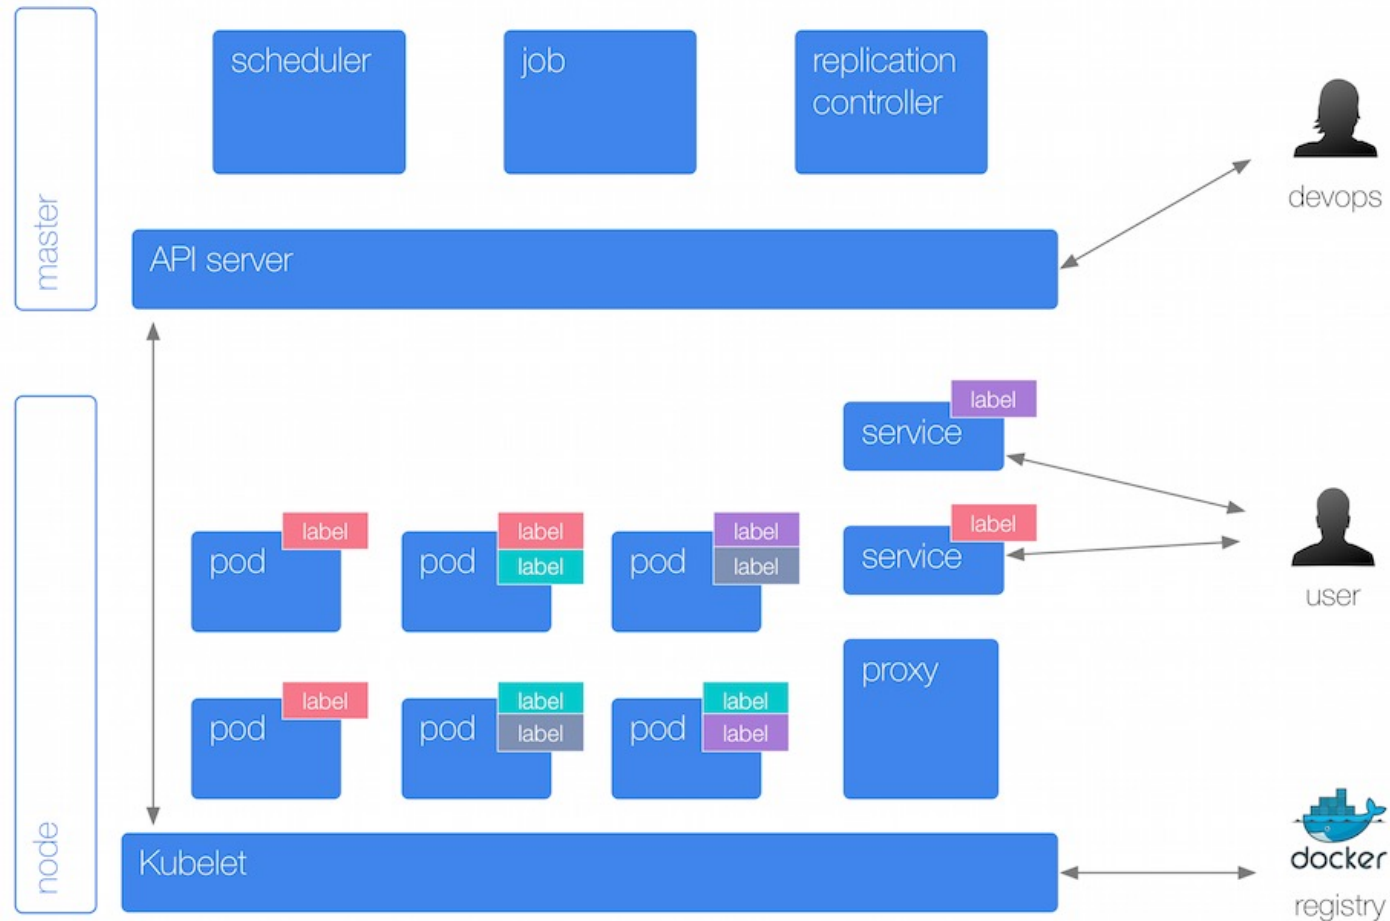 scheduler
job
replication
controller
devops
master
API server
label
service
label
service
user
label
pod
label
label
pod
label
label
pod
proxy
label
pod
label
label
pod
label
label
pod
node
Kubelet
docker
registry